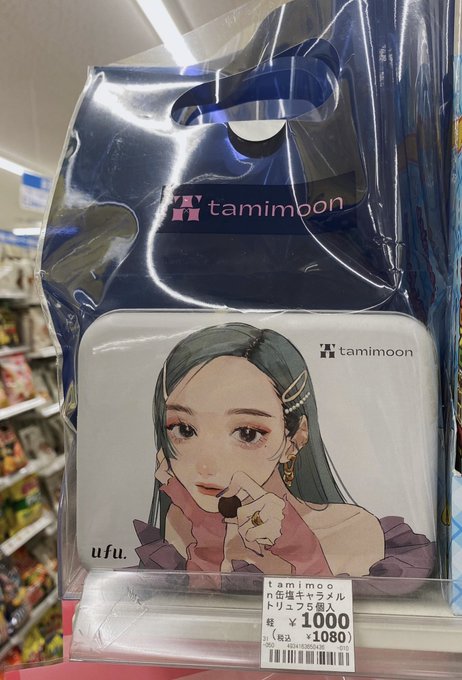 tamimoon
tamimoon
ufu.
tamimoo
n缶塩キャラメル
トリュフ5個入
軽 ¥1000
(税込 ¥1080)
4934163650436